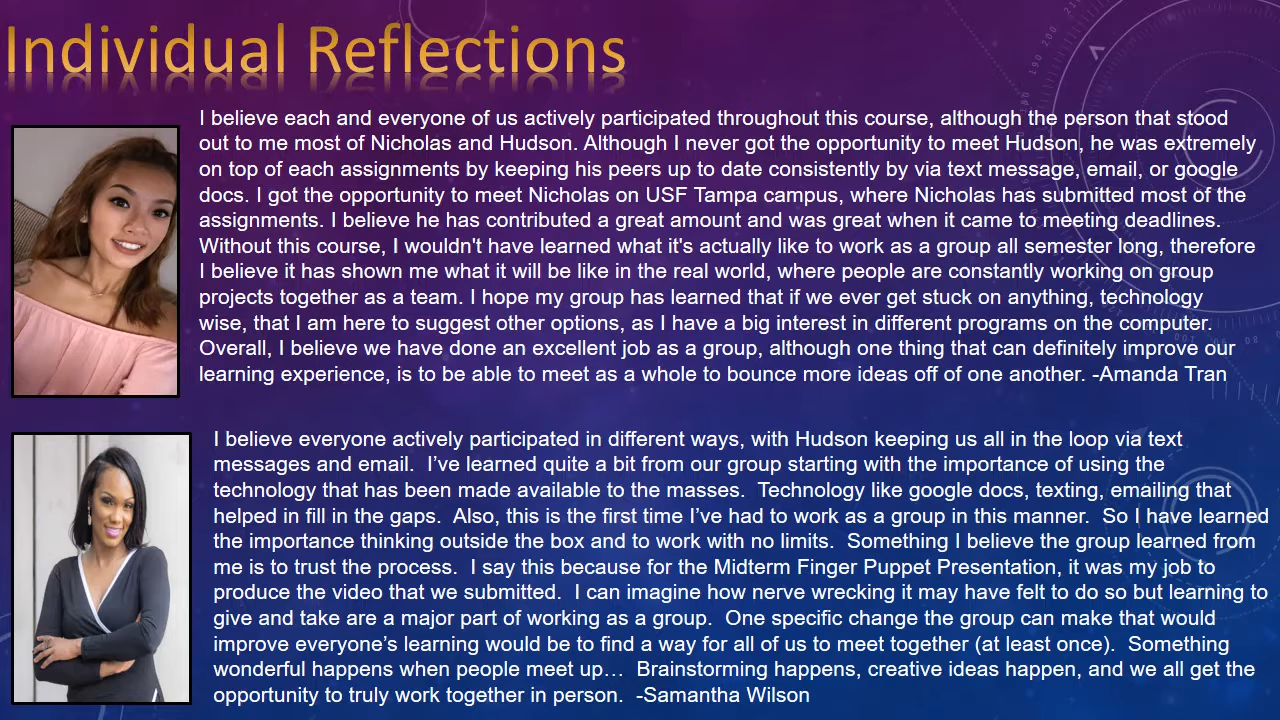 Individual Reflections
I believe each and everyone of us actively participated throughout this course, although the person that stood
out to me most of Nicholas and Hudson. Although I never got the opportunity to meet Hudson, he was extremely
on top of each assignments by keeping his peers up to date consistently by via text message, email, or google
docs. I got the opportunity to meet Nicholas on USF Tampa campus, where Nicholas has submitted most of the
assignments. I believe he has contributed a great amount and was great when it came to meeting deadlines.
Without this course, I wouldn't have learned what it's actually like to work as a group all semester long, therefore
I believe it has shown me what it will be like in the real world, where people are constantly working on group
projects together as a team. I hope my group has learned that if we ever get stuck on anything, technology
wise, that I am here to suggest other options, as I have a big interest in different programs on the computer.
Overall, I believe we have done an excellent job as a group, although one thing that can definitely improve our
learning experience, is to be able to meet as a whole to bounce more ideas off of one another. -Amanda Tran
I believe everyone actively participated in different ways, with Hudson keeping us all in the loop via text
messages and email.  I’ve learned quite a bit from our group starting with the importance of using the
technology that has been made available to the masses.  Technology like google docs, texting, emailing that
helped in fill in the gaps.  Also, this is the first time I’ve had to work as a group in this manner.  So I have learned
the importance thinking outside the box and to work with no limits.  Something I believe the group learned from
me is to trust the process.  I say this because for the Midterm Finger Puppet Presentation, it was my job to
produce the video that we submitted.  I can imagine how nerve wrecking it may have felt to do so but learning to
give and take are a major part of working as a group.  One specific change the group can make that would
improve everyone’s learning would be to find a way for all of us to meet together (at least once).  Something
wonderful happens when people meet up…  Brainstorming happens, creative ideas happen, and we all get the
opportunity to truly work together in person.  -Samantha Wilson